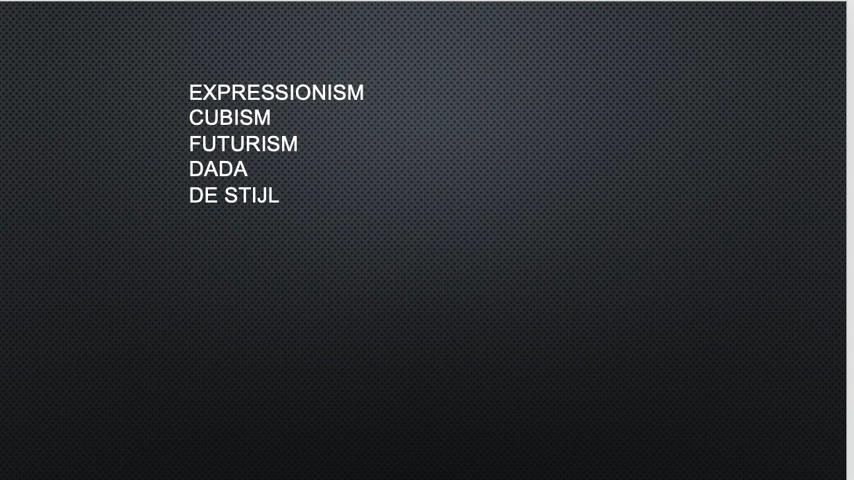 EXPRESSIONISM
CUBISM
FUTURISM
DADA
DE STIJL